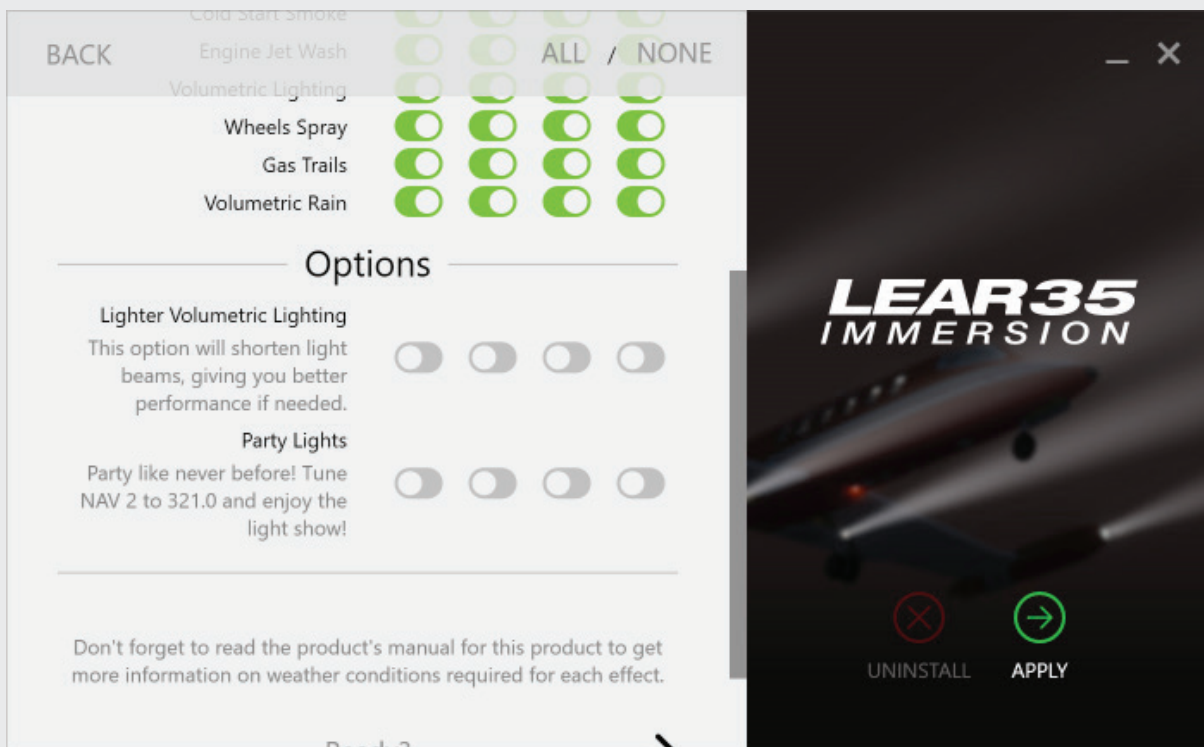 Cold Start Smoke
BACK
Engine Jet Wash
ALL / NONE
Volumetric Lighting
Wheels Spray
Gas Trails
Volumetric Rain
Options
Lighter Volumetric Lighting
This option will shorten light
beams, giving you better
performance if needed.
Party Lights
Party like never before! Tune
NAV 2 to 321.0 and enjoy the
light show!
Don't forget to read the product's manual for this product to get
more information on weather conditions required for each effect.
LEAR35
IMMERSION
UNINSTALL
APPLY